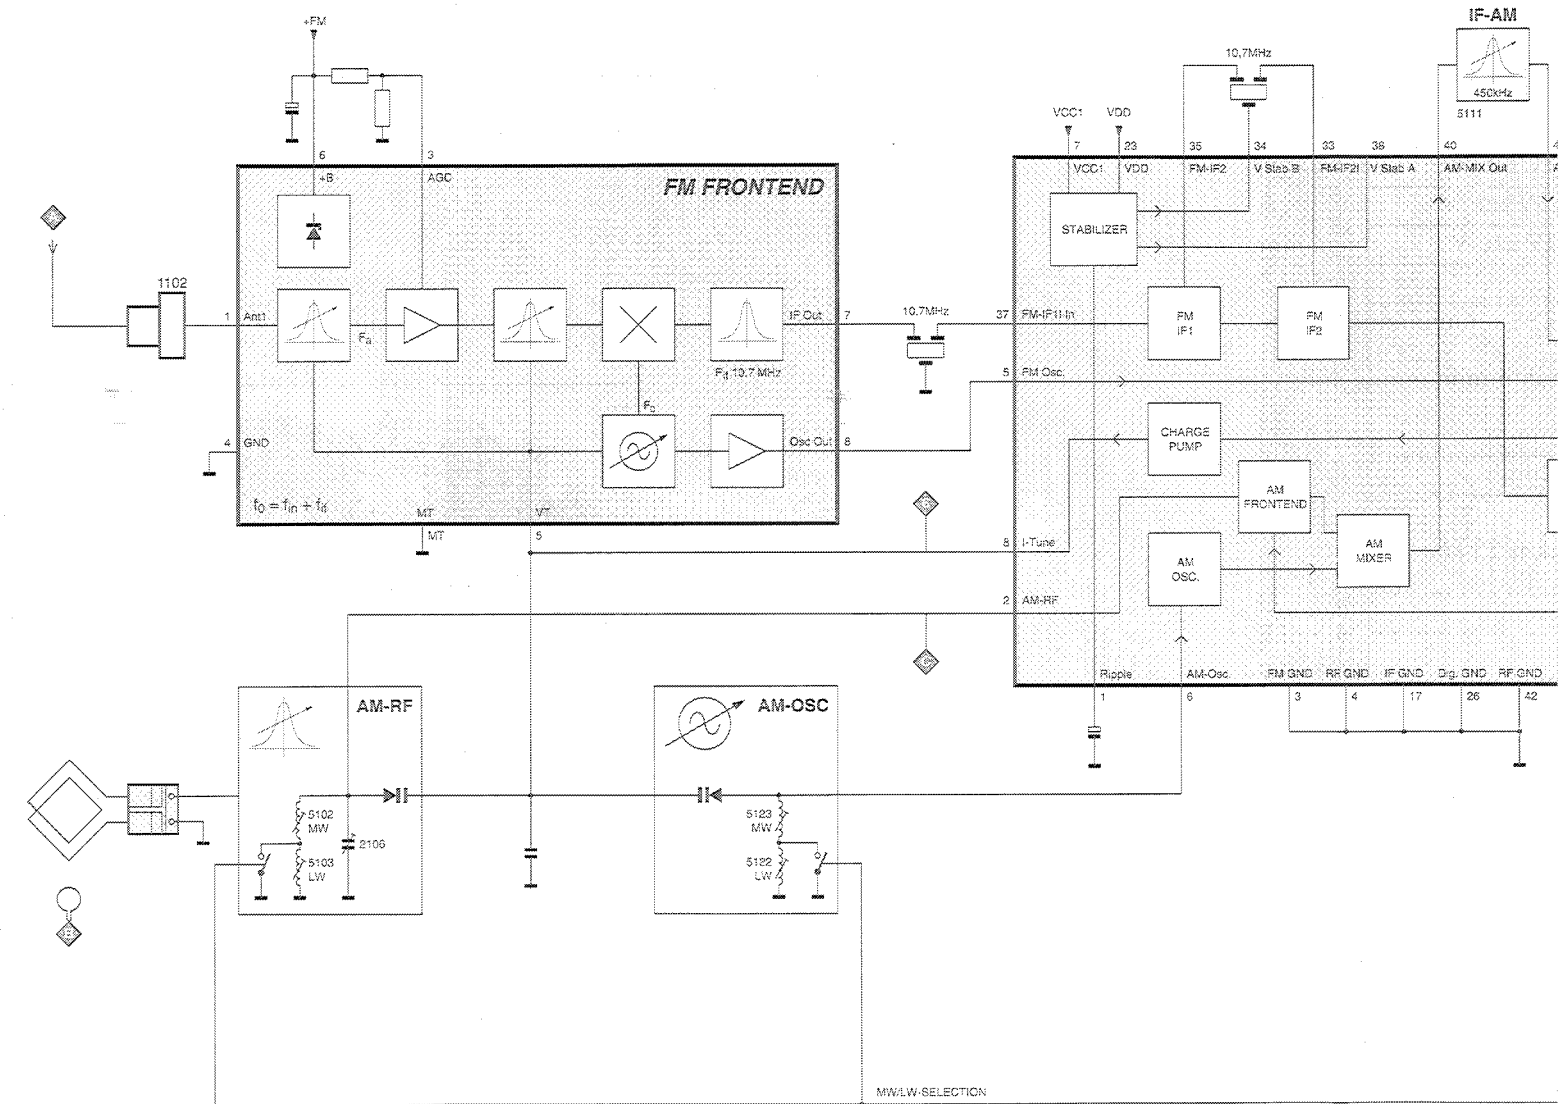 IF-AM
+FM
10,7MHz
450kHz
5111
VCC1 VDD
6 3
7 23 35 34 33 38 40 4
+B AGC
VCC1 VDD FM-IF2 V Stab B FM-IF2I V Stab A AM-MIX Out
FM FRONTEND
STABILIZER
1102
1 Ant1
IF Out 7
10.7MHz
37 FM-IF1I In
FM
IF1
FM
IF2
Fa
Fif 10.7 MHz
5 FM Osc.
Fo
4 GND
Osc Out 8
CHARGE
PUMP
f0 = fin + fif
MT VT
MT 5
AM
FRONTEND
8 I-Tune
AM
OSC.
AM
MIXER
2 AM-RF
Ripple AM-Osc. FM GND RF GND IF GND Dig. GND RF GND
1 6 3 4 17 26 42
AM-RF
AM-OSC
5102
MW
2106
5103
LW
5123
MW
5122
LW
MW/LW-SELECTION